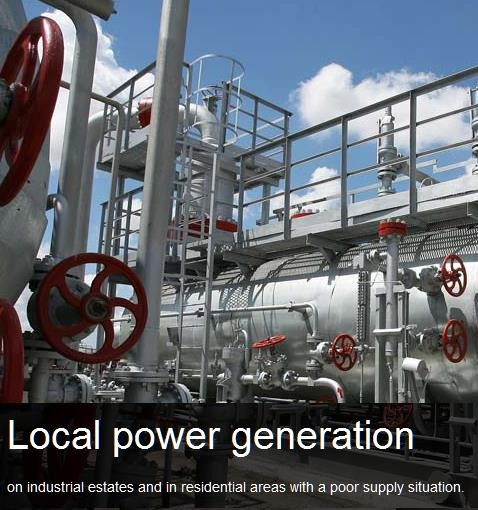 Local power generation
on industrial estates and in residential areas with a poor supply situation.